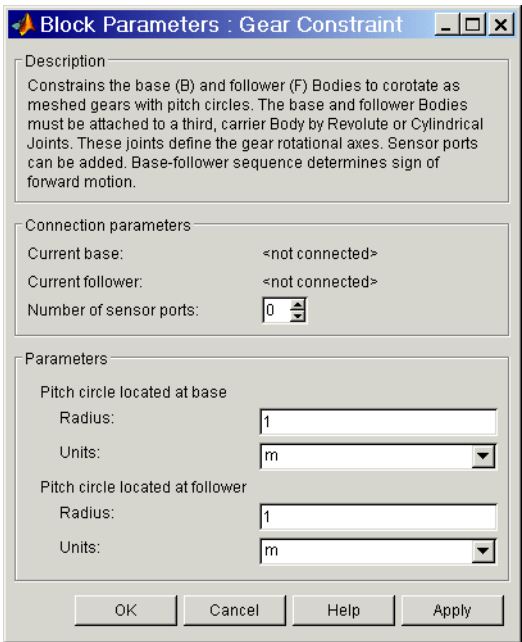 Block Parameters : Gear Constraint
Description
Constrains the base (B) and follower (F) Bodies to corotate as
meshed gears with pitch circles. The base and follower Bodies
must be attached to a third, carrier Body by Revolute or Cylindrical
Joints. These joints define the gear rotational axes. Sensor ports
can be added. Base-follower sequence determines sign of
forward motion.
Connection parameters
Current base: <not connected>
Current follower: <not connected>
Number of sensor ports: 0
Parameters
Pitch circle located at base
Radius: 1
Units: m
Pitch circle located at follower
Radius: 1
Units: m
OK Cancel Help Apply